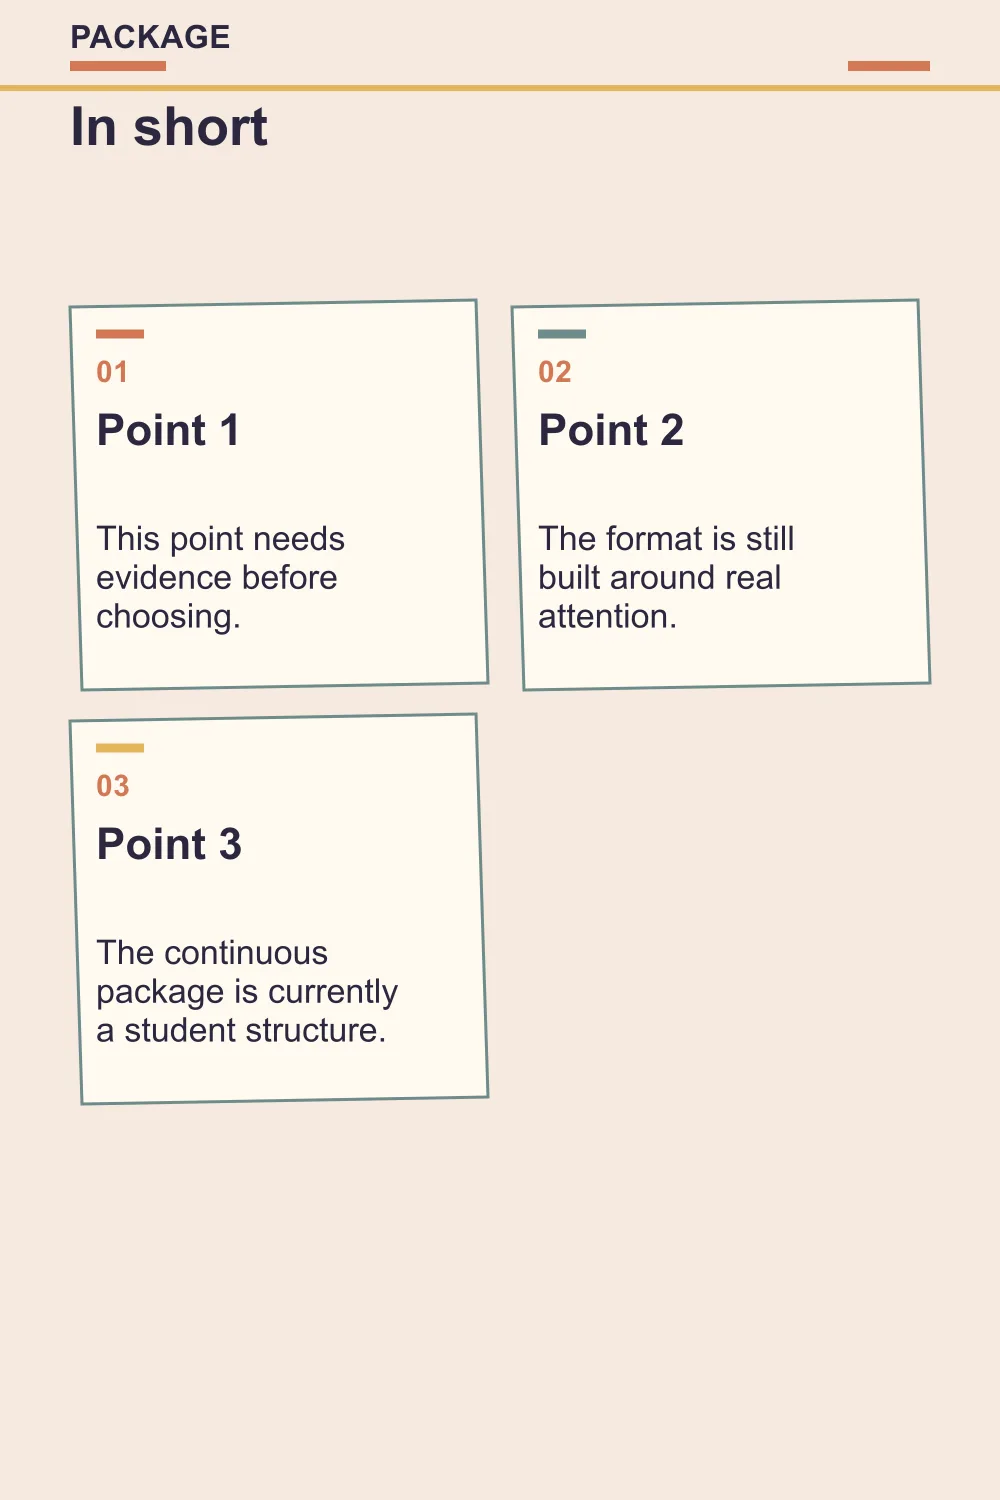 PACKAGE
In short
01
Point 1
This point needs
evidence before
choosing.
02
Point 2
The format is still
built around real
attention.
03
Point 3
The continuous
package is currently
a student structure.